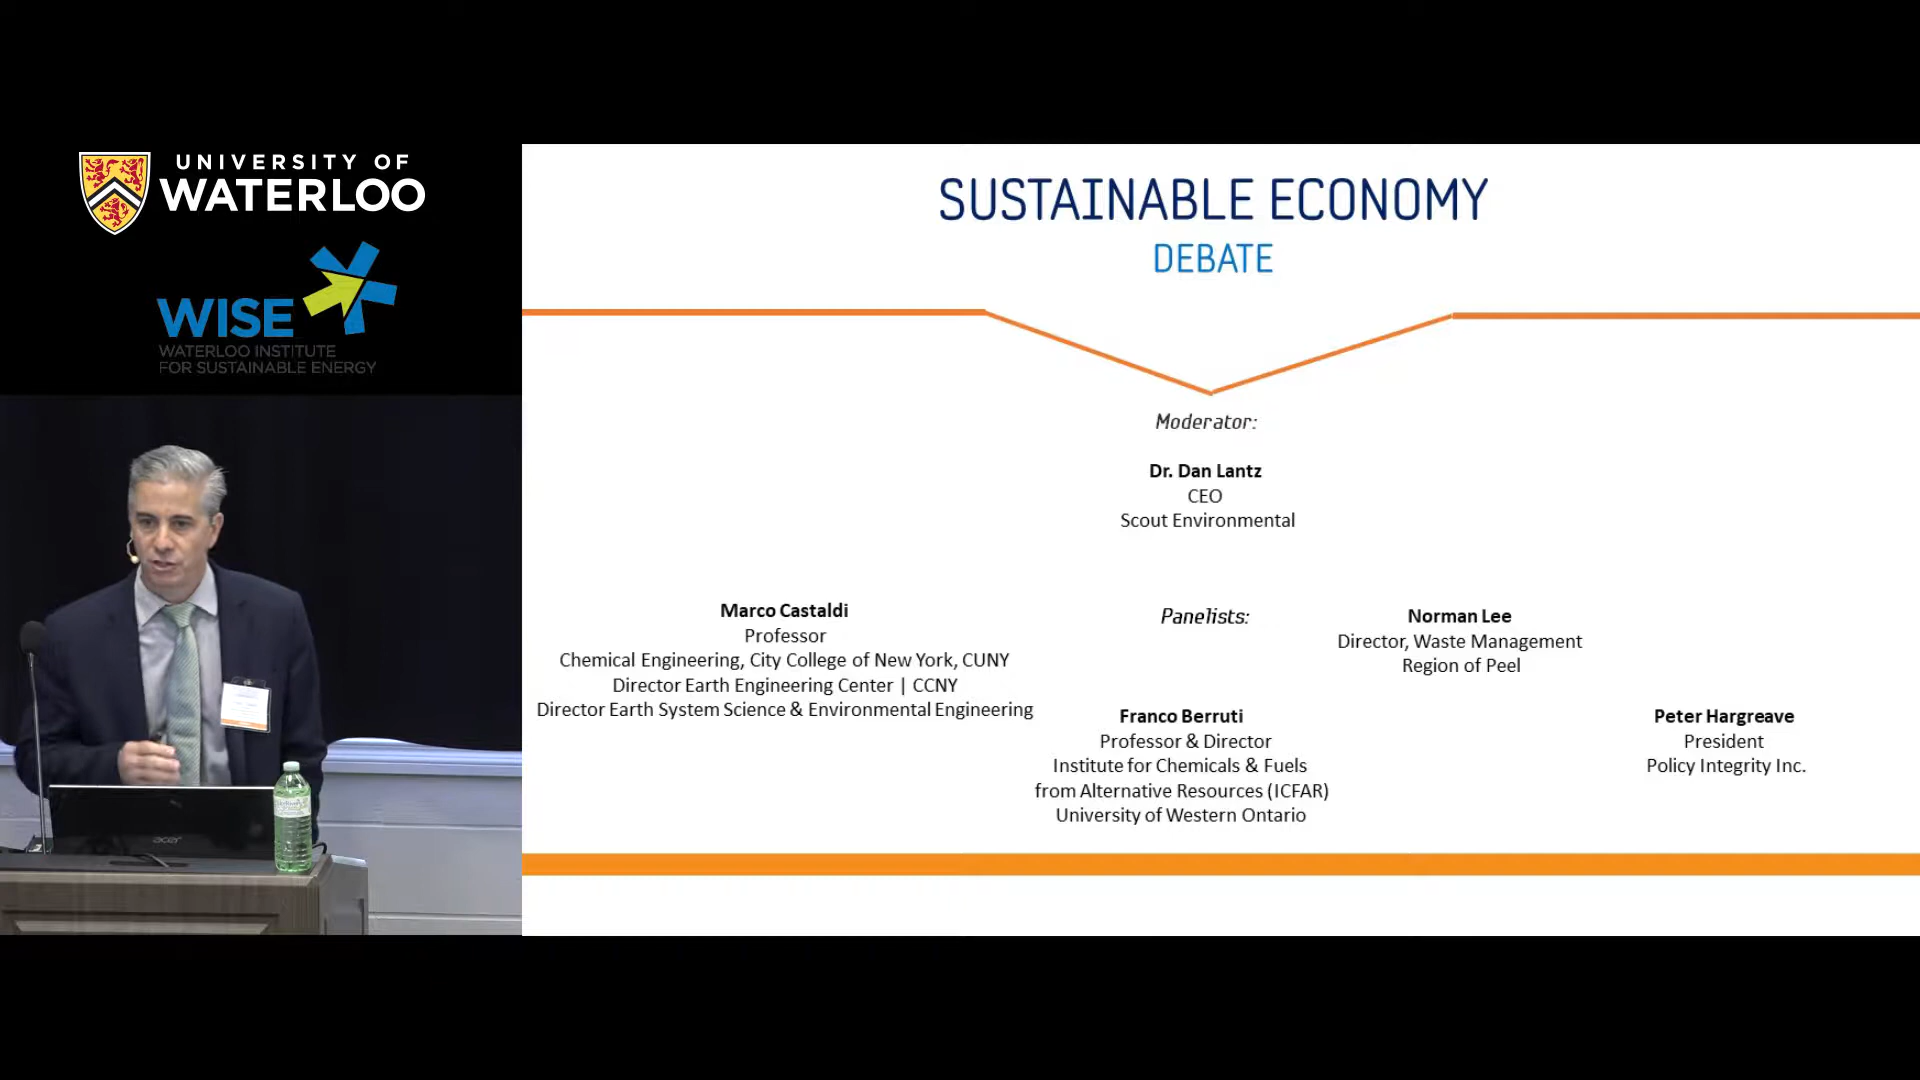 UNIVERSITY OF
WATERLOO
WISE
WATERLOO INSTITUTE
FOR SUSTAINABLE ENERGY
SUSTAINABLE ECONOMY
DEBATE
Moderator:
Dr. Dan Lantz
CEO
Scout Environmental
Marco Castaldi
Professor
Chemical Engineering, City College of New York, CUNY
Director Earth Engineering Center | CCNY
Director Earth System Science & Environmental Engineering
Panelists:
Franco Berruti
Professor & Director
Institute for Chemicals & Fuels
from Alternative Resources (ICFAR)
University of Western Ontario
Norman Lee
Director, Waste Management
Region of Peel
Peter Hargreave
President
Policy Integrity Inc.
acer